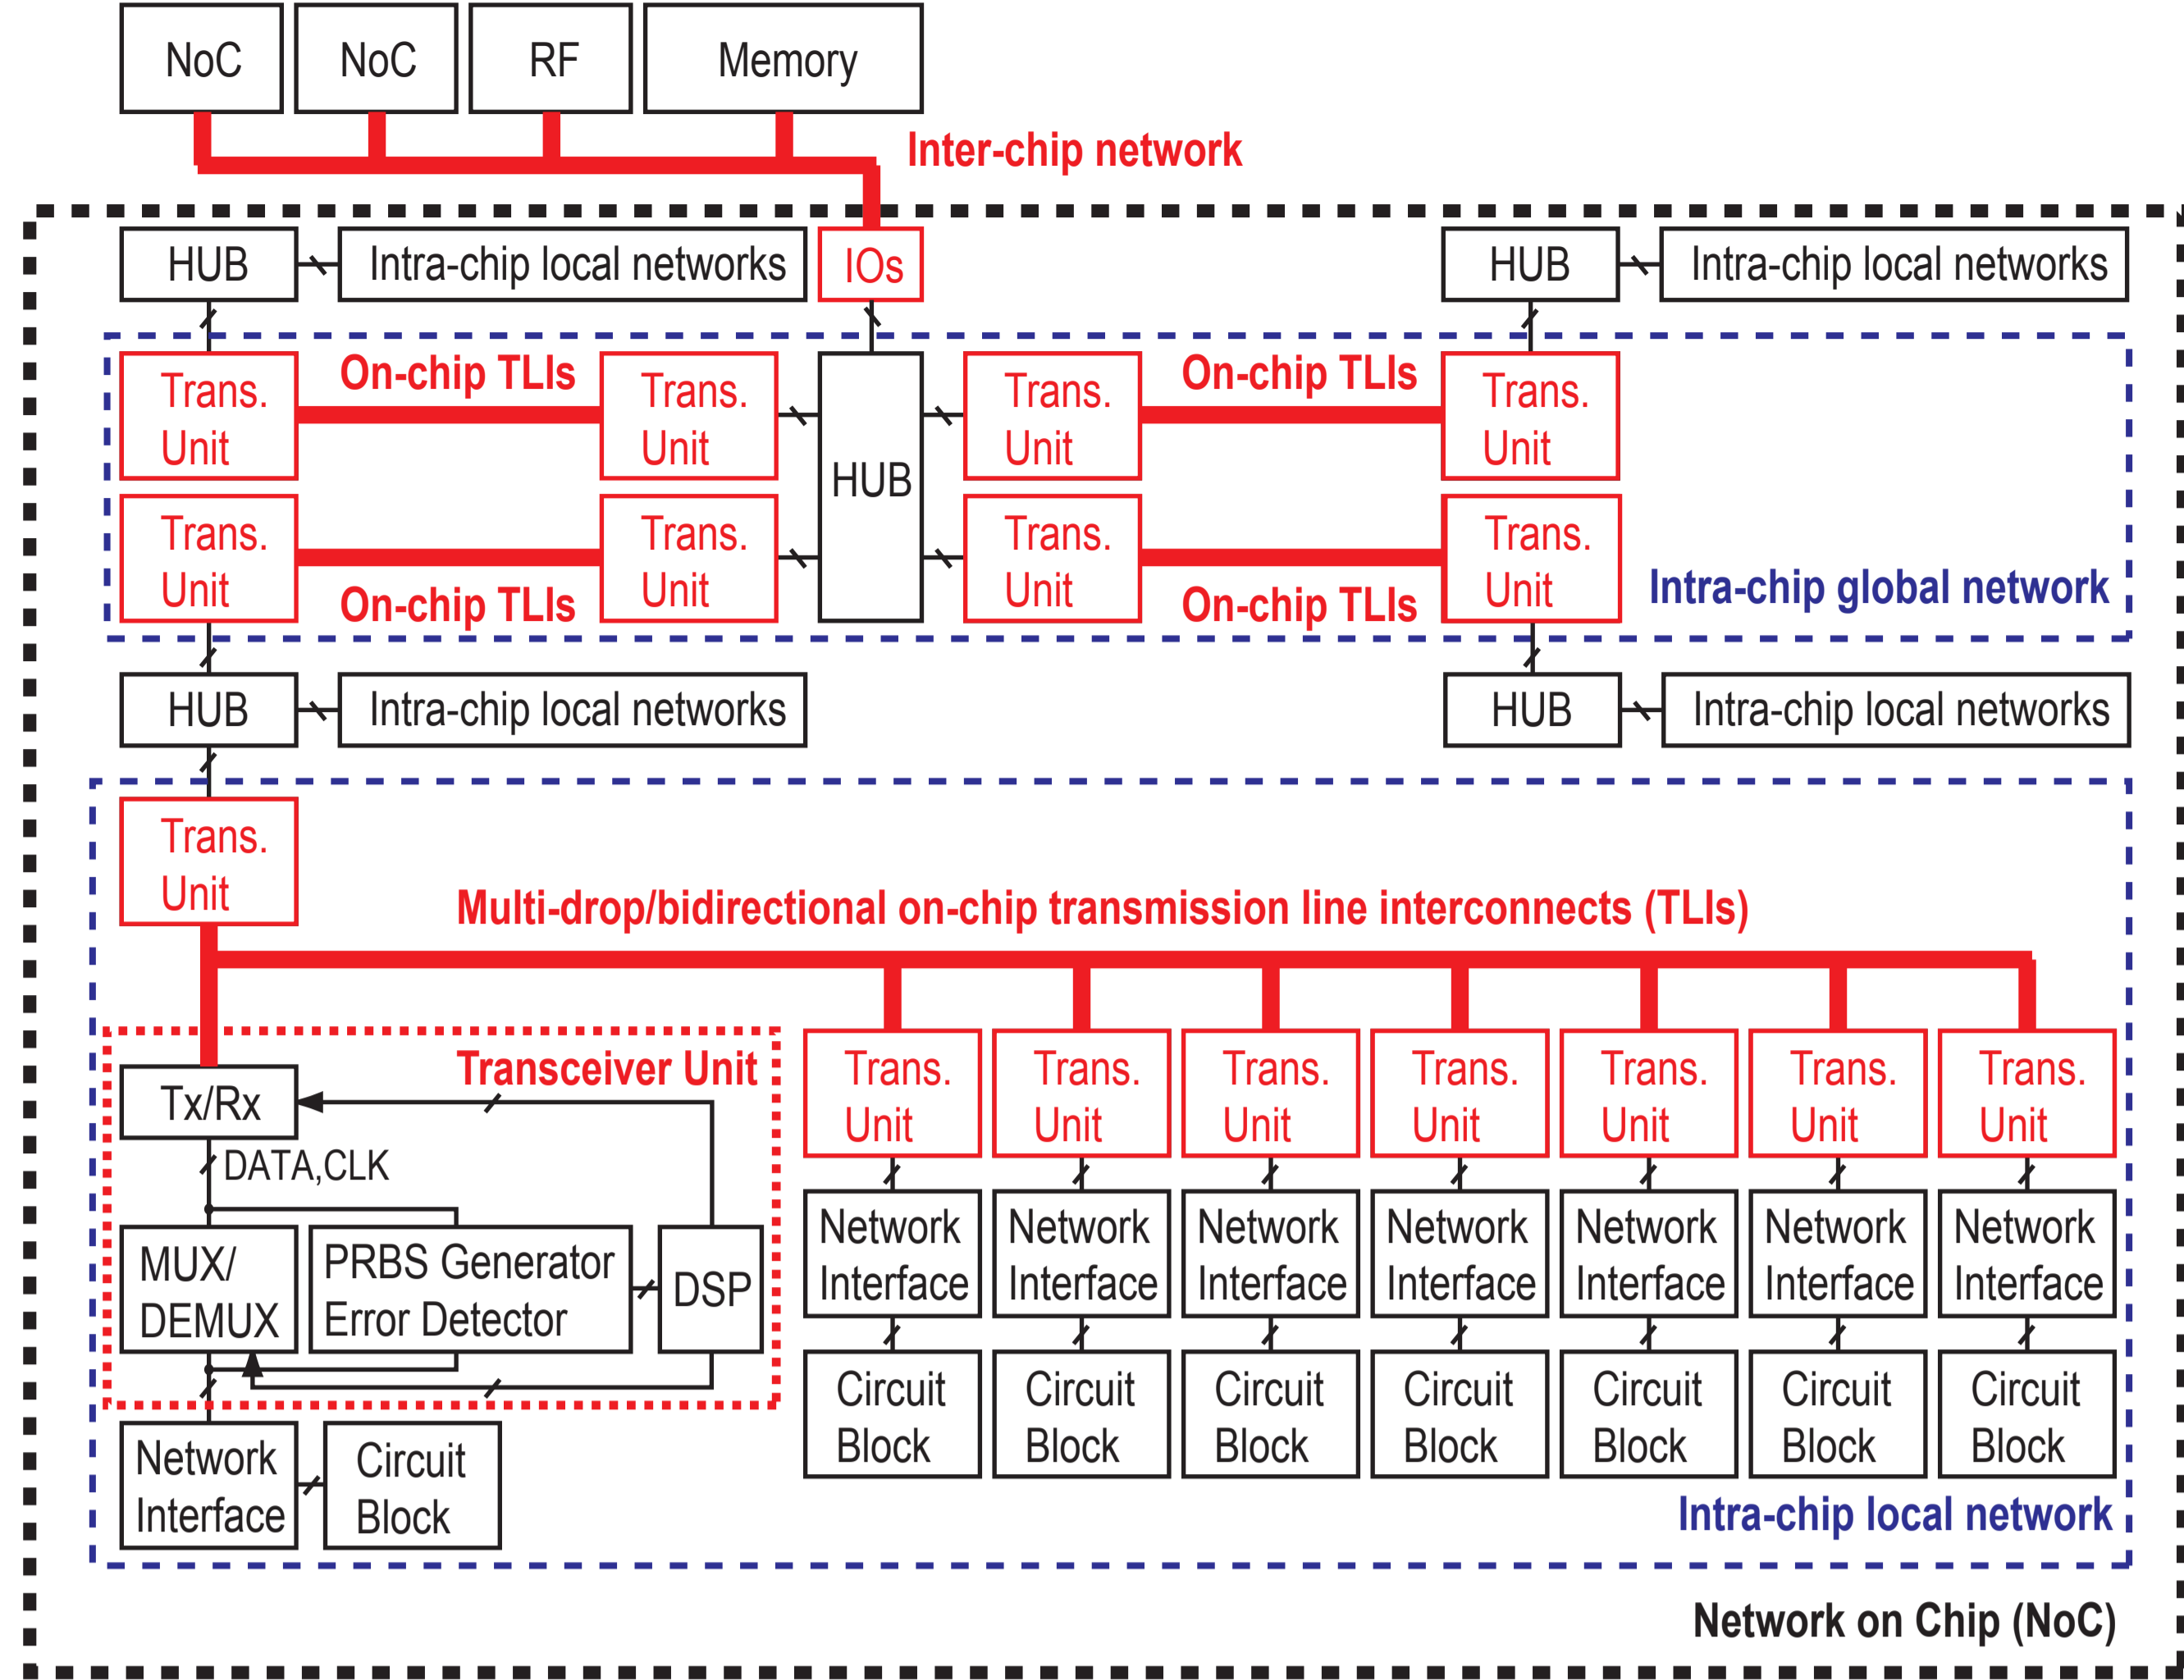 NoC
NoC
RF
Memory
Inter-chip network
HUB
Intra-chip local networks
IOs
HUB
Intra-chip local networks
Trans.
Unit
On-chip TLIs
Trans.
Unit
HUB
Trans.
Unit
On-chip TLIs
Trans.
Unit
Trans.
Unit
On-chip TLIs
Trans.
Unit
Trans.
Unit
On-chip TLIs
Trans.
Unit
Intra-chip global network
HUB
Intra-chip local networks
HUB
Intra-chip local networks
Trans.
Unit
Multi-drop/bidirectional on-chip transmission line interconnects (TLIs)
Transceiver Unit
Tx/Rx
DATA,CLK
MUX/
DEMUX
PRBS Generator
Error Detector
DSP
Network
Interface
Circuit
Block
Trans.
Unit
Trans.
Unit
Trans.
Unit
Trans.
Unit
Trans.
Unit
Trans.
Unit
Trans.
Unit
Network
Interface
Network
Interface
Network
Interface
Network
Interface
Network
Interface
Network
Interface
Network
Interface
Circuit
Block
Circuit
Block
Circuit
Block
Circuit
Block
Circuit
Block
Circuit
Block
Circuit
Block
Intra-chip local network
Network on Chip (NoC)